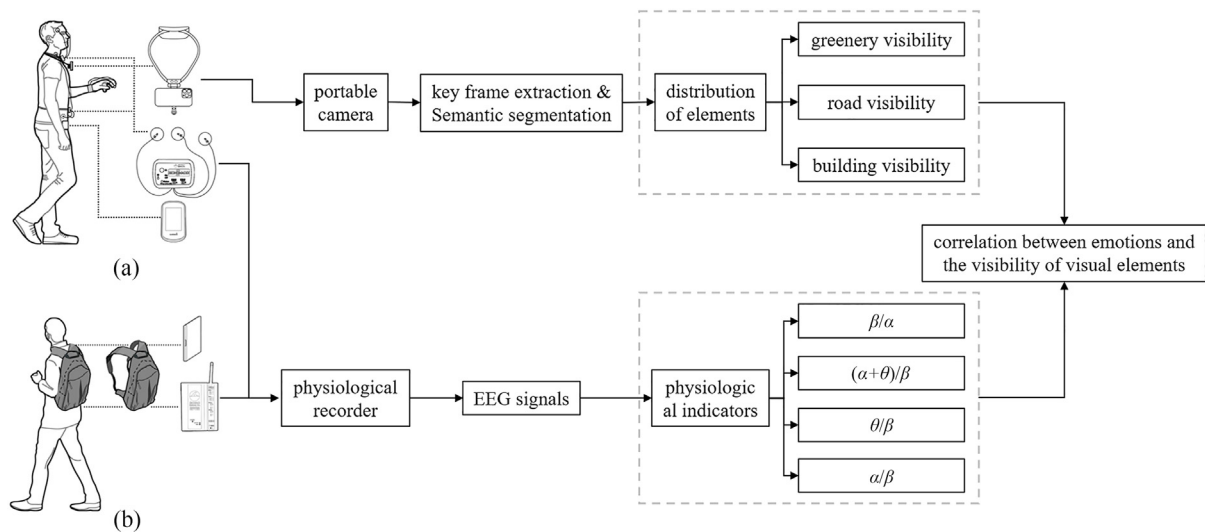 (a)
portable
camera
key frame extraction &
Semantic segmentation
distribution
of elements
greenery visibility
road visibility
building visibility
correlation between emotions and
the visibility of visual elements
(b)
physiological
recorder
EEG signals
physiologic
al indicators
β/α
(α+θ)/β
θ/β
α/β